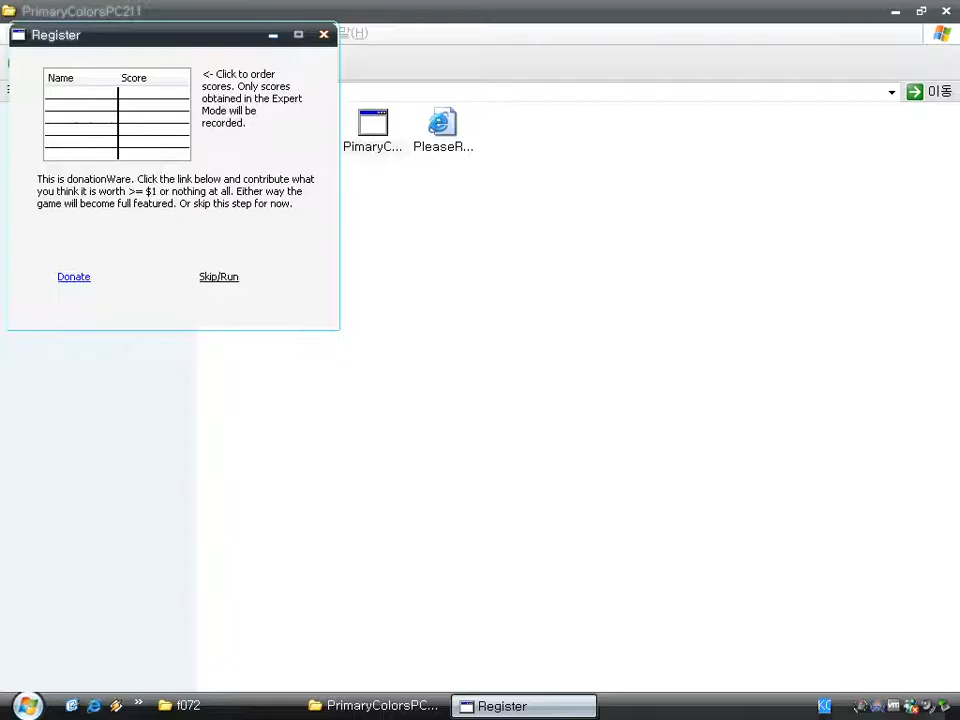 PrimaryColorsPC211
Register
말(H)
Name Score
<- Click to order
scores. Only scores
obtained in the Expert
Mode will be
recorded.
이동
PimaryC... PleaseR...
This is donationWare. Click the link below and contribute what
you think it is worth >= $1 or nothing at all. Either way the
game will become full featured. Or skip this step for now.
Donate Skip/Run
f072 PrimaryColorsPC... Register